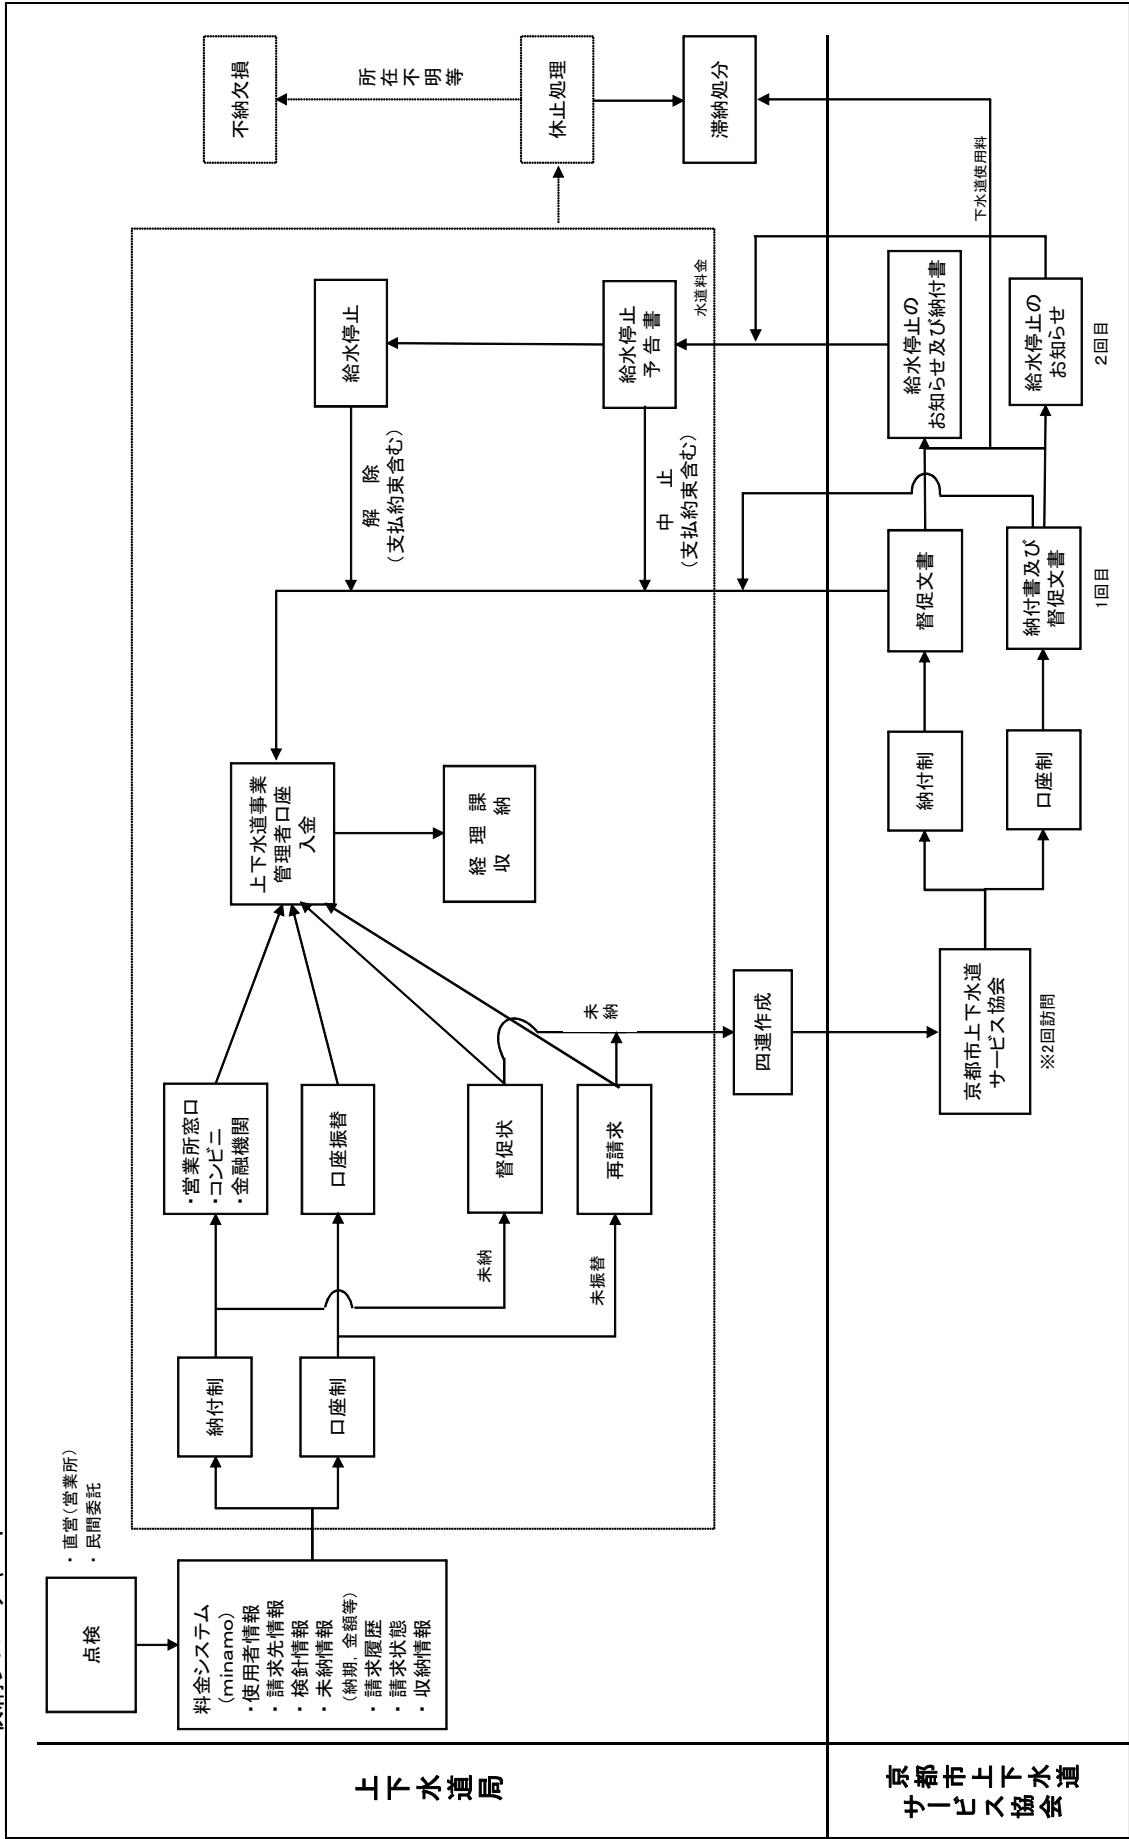 上下水道局
京都市上下水道
サービス協会
点検
・直営(営業所)
・民間委託
料金システム
(minamo)
・使用者情報
・請求先情報
・検針情報
・未納情報
(納期，金額等)
・請求履歴
・請求状態
・収納情報
納付制
口座制
未納
未振替
・営業所窓口
・コンビニ
・金融機関
口座振替
督促状
再請求
未納
上下水道事業
管理者口座
入金
経理課
収納
四連作成
京都市上下水道
サービス協会
※2回訪問
納付制
口座制
督促文書
納付書及び
督促文書
1回目
解除
(支払約束含む)
中止
(支払約束含む)
給水停止
給水停止
予告書
水道料金
給水停止の
お知らせ及び納付書
給水停止の
お知らせ
2回目
下水道使用料
不納欠損
所在不明等
休止処理
滞納処分